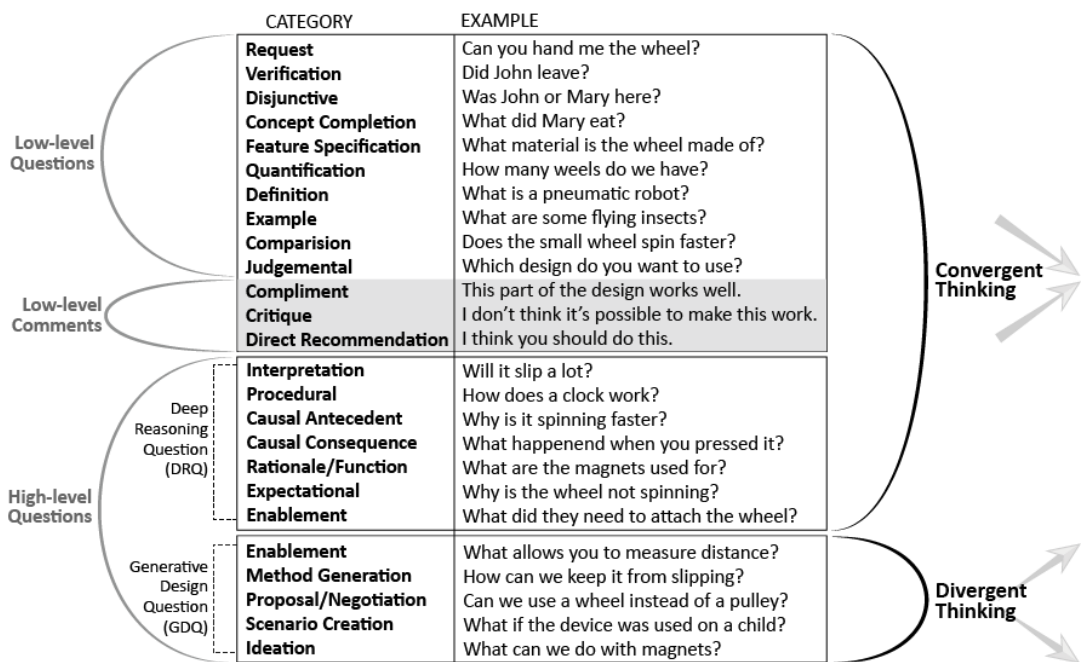 CATEGORY EXAMPLE
Request Can you hand me the wheel?
Verification Did John leave?
Disjunctive Was John or Mary here?
Concept Completion What did Mary eat?
Feature Specification What material is the wheel made of?
Quantification How many weels do we have?
Definition What is a pneumatic robot?
Example What are some flying insects?
Comparision Does the small wheel spin faster?
Judgemental Which design do you want to use?
Low-level
Questions
Compliment This part of the design works well.
Critique I don't think it's possible to make this work.
Direct Recommendation I think you should do this.
Low-level
Comments
Interpretation Will it slip a lot?
Procedural How does a clock work?
Causal Antecedent Why is it spinning faster?
Causal Consequence What happenend when you pressed it?
Rationale/Function What are the magnets used for?
Expectational Why is the wheel not spinning?
Enablement What did they need to attach the wheel?
Deep
Reasoning
Question
(DRQ)
High-level
Questions
Enablement What allows you to measure distance?
Method Generation How can we keep it from slipping?
Proposal/Negotiation Can we use a wheel instead of a pulley?
Scenario Creation What if the device was used on a child?
Ideation What can we do with magnets?
Generative
Design
Question
(GDQ)
Convergent
Thinking
Divergent
Thinking